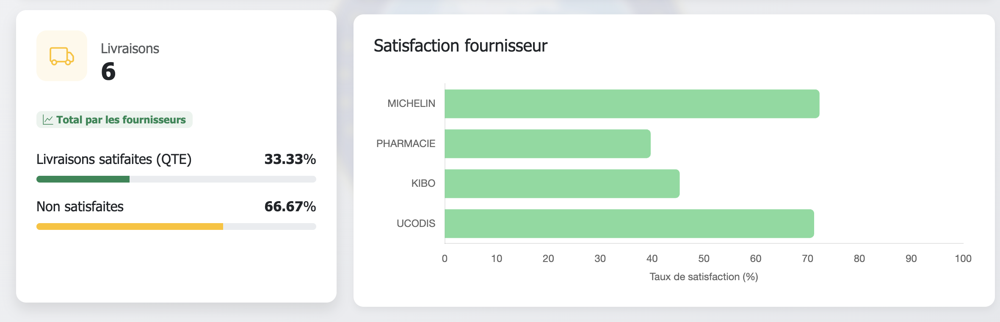 Livraisons
6
Total par les fournisseurs
Livraisons satifaites (QTE) 33.33%
Non satisfaites 66.67%
Satisfaction fournisseur
MICHELIN
PHARMACIE
KIBO
UCODIS
0 10 20 30 40 50 60 70 80 90 100
Taux de satisfaction (%)